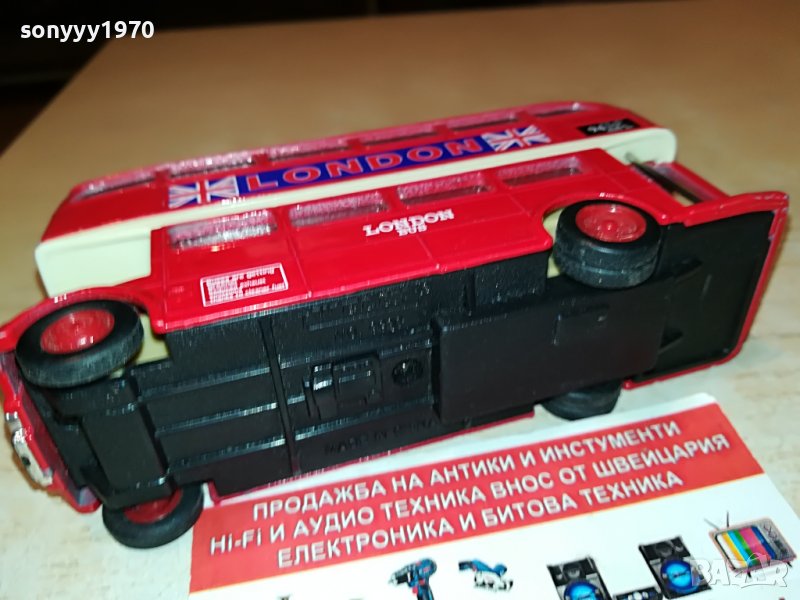 sonyyy1970
LONDON
LONDON
BUS
MADE IN CHINA
ПРОДАЖБА НА АНТИКИ И ИНСТУМЕНТИ
Hi-Fi И АУДИО ТЕХНИКА ВНОС ОТ ШВЕЙЦАРИЯ
ЕЛЕКТРОНИКА И БИТОВА ТЕХНИКА
BAZAR